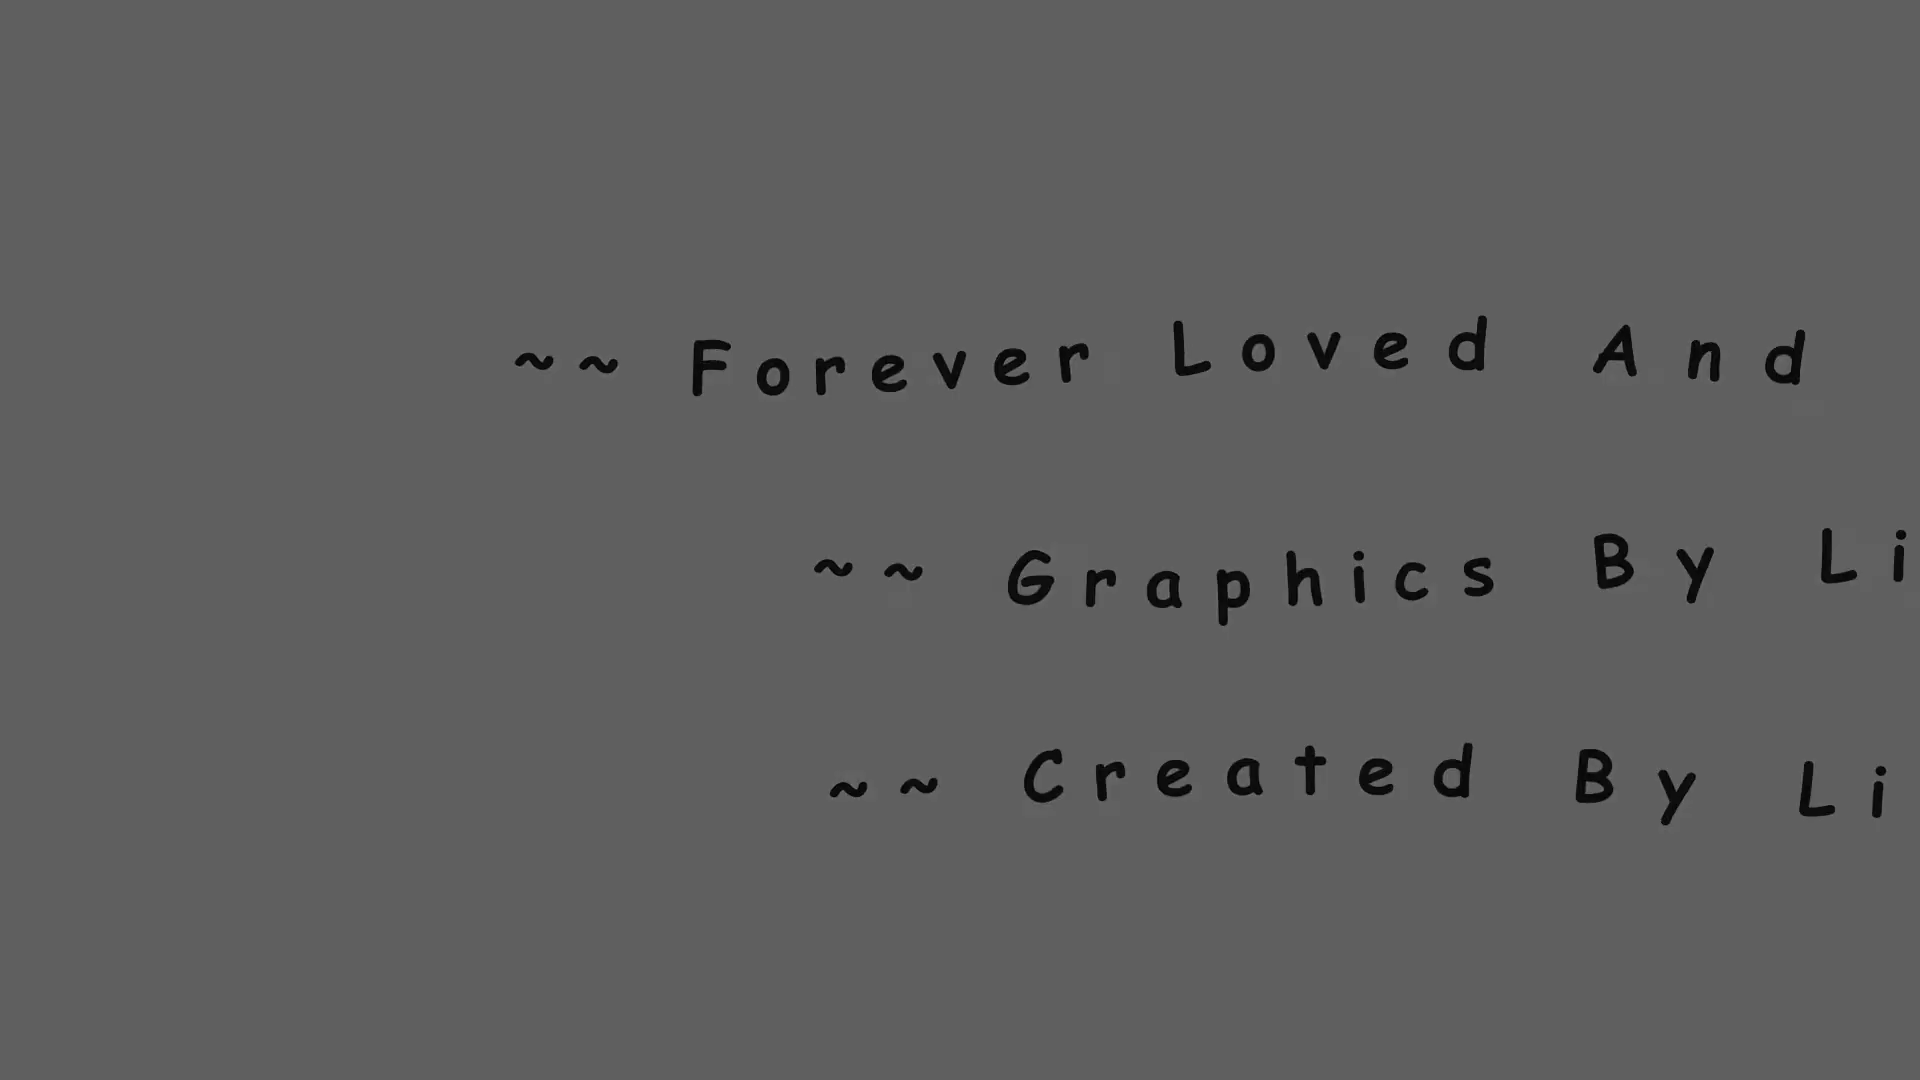 ~~ Forever Loved And
~~ Graphics By Li
~~ Created By Li